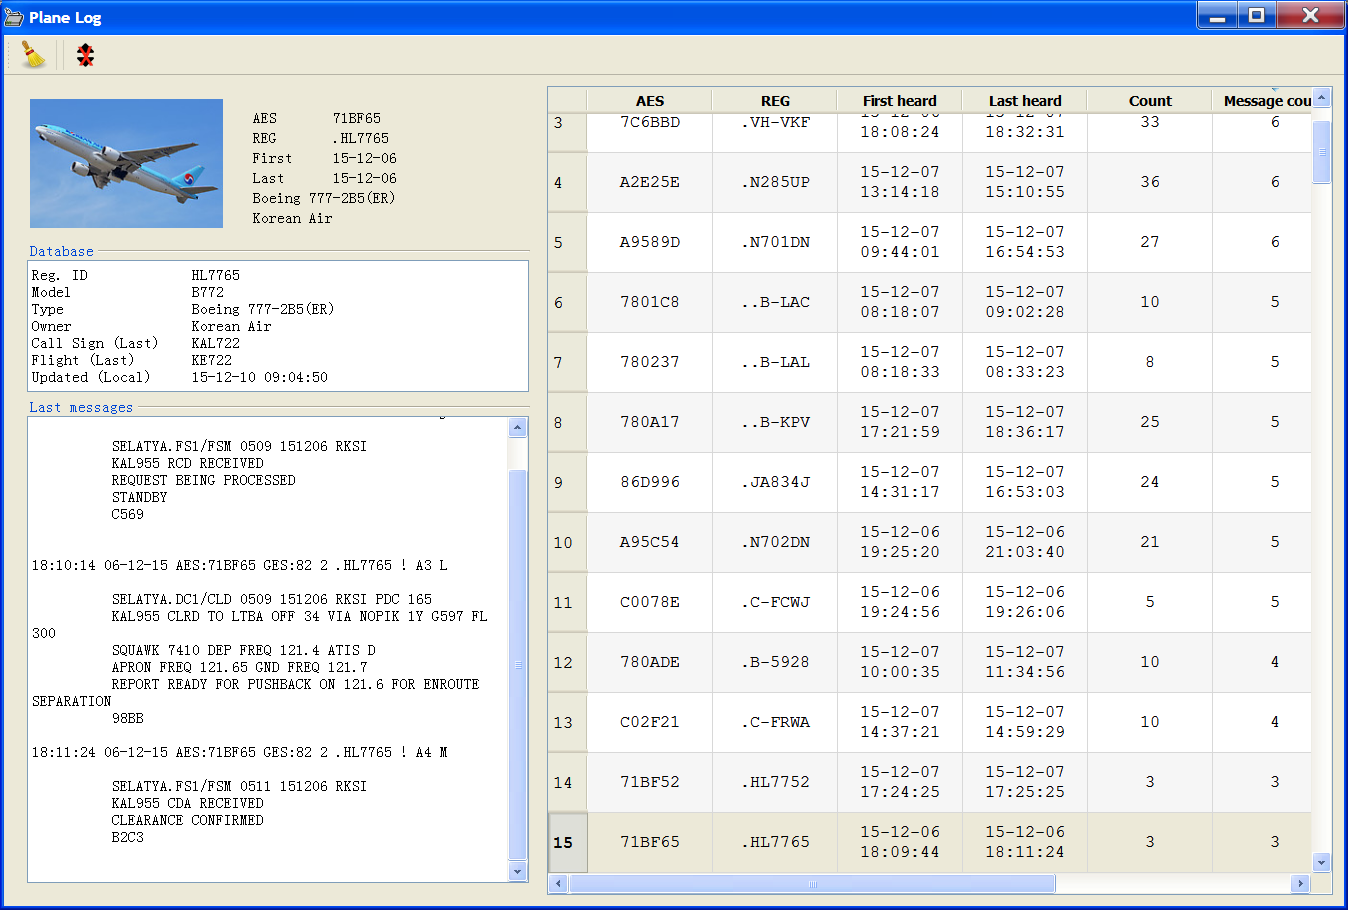 Plane Log
AES 71BF65
REG .HL7765
First 15-12-06
Last 15-12-06
Boeing 777-2B5(ER)
Korean Air
Database
Reg. ID HL7765
Model B772
Type Boeing 777-2B5(ER)
Owner Korean Air
Call Sign (Last) KAL722
Flight (Last) KE722
Updated (Local) 15-12-10 09:04:50
Last messages
SELATYA.FS1/FSM 0509 151206 RKSI
KAL955 RCD RECEIVED
REQUEST BEING PROCESSED
STANDBY
C569
18:10:14 06-12-15 AES:71BF65 GES:82 2 .HL7765 ! A3 L
SELATYA.DC1/CLD 0509 151206 RKSI PDC 165
KAL955 CLRD TO LTBA OFF 34 VIA NOPIK 1Y G597 FL
300
SQUAWK 7410 DEP FREQ 121.4 ATIS D
APRON FREQ 121.65 GND FREQ 121.7
REPORT READY FOR PUSHBACK ON 121.6 FOR ENROUTE
SEPARATION
98BB
18:11:24 06-12-15 AES:71BF65 GES:82 2 .HL7765 ! A4 M
SELATYA.FS1/FSM 0511 151206 RKSI
KAL955 CDA RECEIVED
CLEARANCE CONFIRMED
B2C3
AES REG First heard Last heard Count Message cou
3 7C6BBD .VH-VKF 18:08:24 18:32:31 33 6
15-12-07 15-12-07
4 A2E25E .N285UP 13:14:18 15:10:55 36 6
15-12-07 15-12-07
5 A9589D .N701DN 09:44:01 16:54:53 27 6
15-12-07 15-12-07
6 7801C8 ..B-LAC 08:18:07 09:02:28 10 5
15-12-07 15-12-07
7 780237 ..B-LAL 08:18:33 08:33:23 8 5
15-12-07 15-12-07
8 780A17 ..B-KPV 17:21:59 18:36:17 25 5
15-12-07 15-12-07
9 86D996 .JA834J 14:31:17 16:53:03 24 5
15-12-06 15-12-06
10 A95C54 .N702DN 19:25:20 21:03:40 21 5
15-12-06 15-12-06
11 C0078E .C-FCWJ 19:24:56 19:26:06 5 5
15-12-07 15-12-07
12 780ADE .B-5928 10:00:35 11:34:56 10 4
15-12-07 15-12-07
13 C02F21 .C-FRWA 14:37:21 14:59:29 10 4
15-12-07 15-12-07
14 71BF52 .HL7752 17:24:25 17:25:25 3 3
15-12-06 15-12-06
15 71BF65 .HL7765 18:09:44 18:11:24 3 3